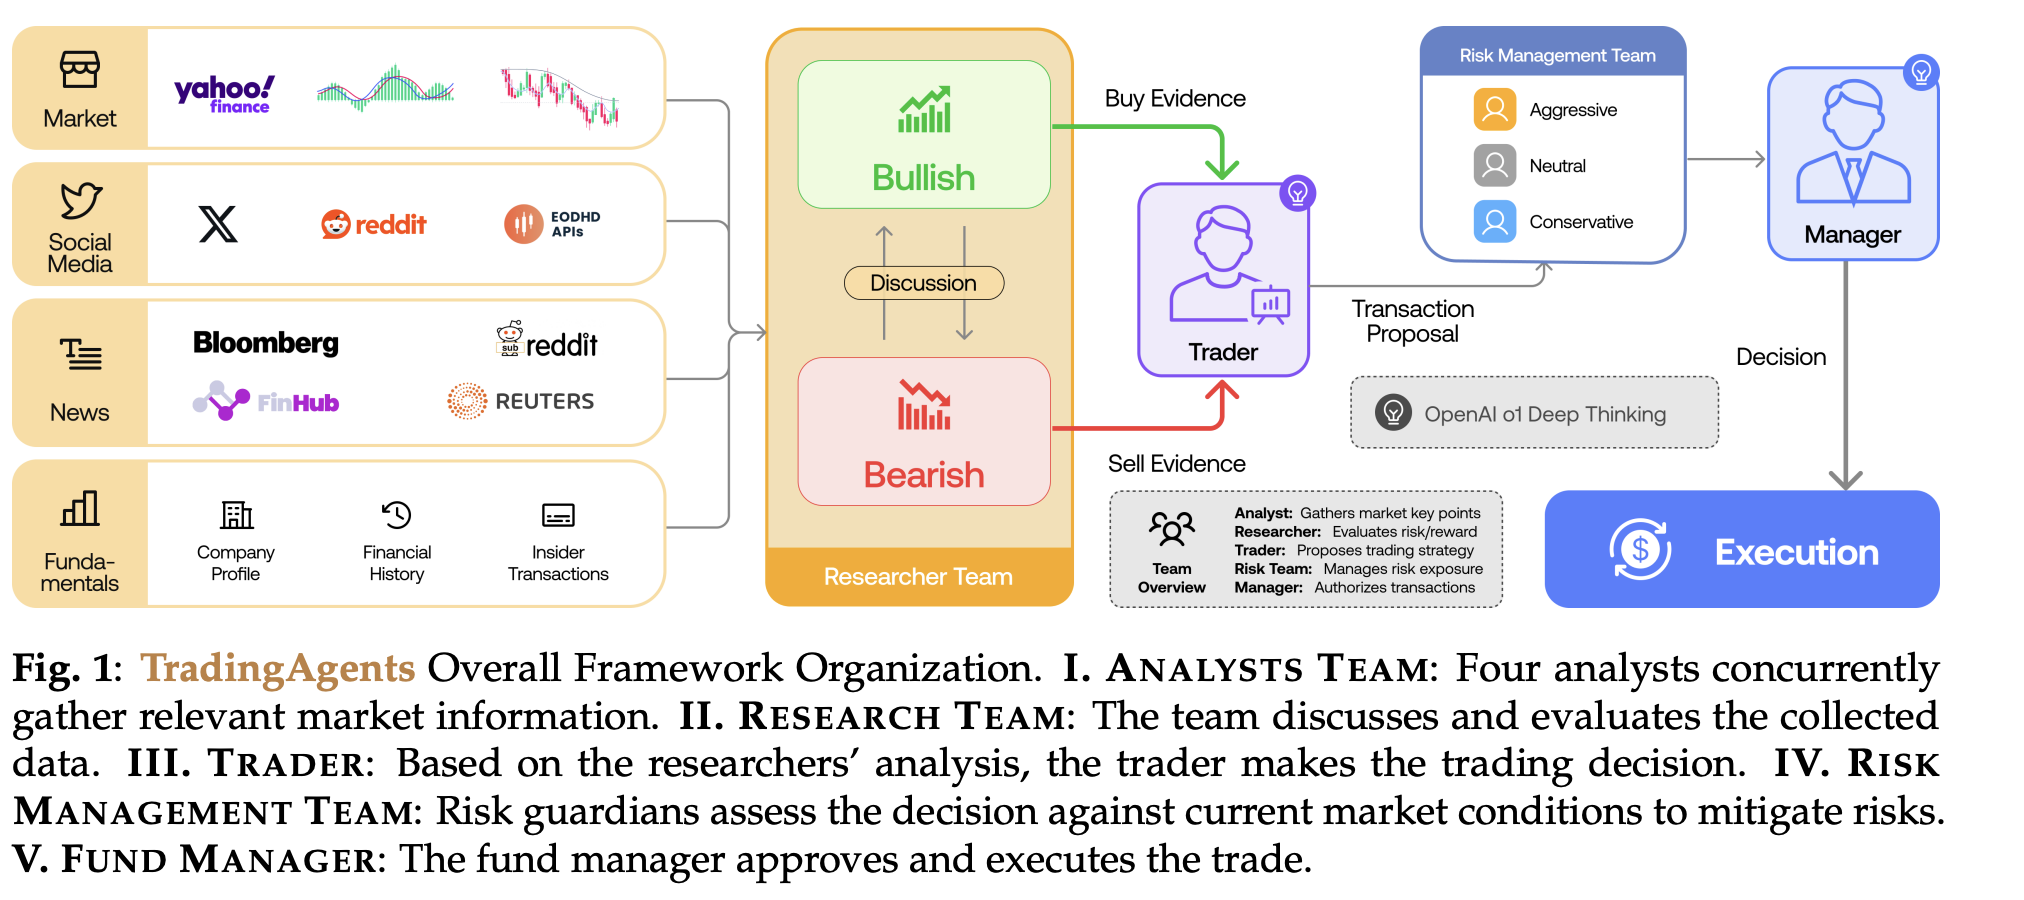 Market
yahoo!
finance
Social
Media
X
reddit
EODHD
APIs
News
Bloomberg
sub
reddit
FinHub
REUTERS
Funda-
mentals
Company
Profile
Financial
History
Insider
Transactions
Bullish
Discussion
Bearish
Researcher Team
Buy Evidence
Sell Evidence
Trader
Transaction
Proposal
Risk Management Team
Aggressive
Neutral
Conservative
Manager
Decision
OpenAI o1 Deep Thinking
Team
Overview
Analyst: Gathers market key points
Researcher: Evaluates risk/reward
Trader: Proposes trading strategy
Risk Team: Manages risk exposure
Manager: Authorizes transactions
$
Execution
Fig. 1: TradingAgents Overall Framework Organization. I. ANALYSTS TEAM: Four analysts concurrently
gather relevant market information. II. RESEARCH TEAM: The team discusses and evaluates the collected
data. III. TRADER: Based on the researchers’ analysis, the trader makes the trading decision. IV. RISK
MANAGEMENT TEAM: Risk guardians assess the decision against current market conditions to mitigate risks.
V. FUND MANAGER: The fund manager approves and executes the trade.